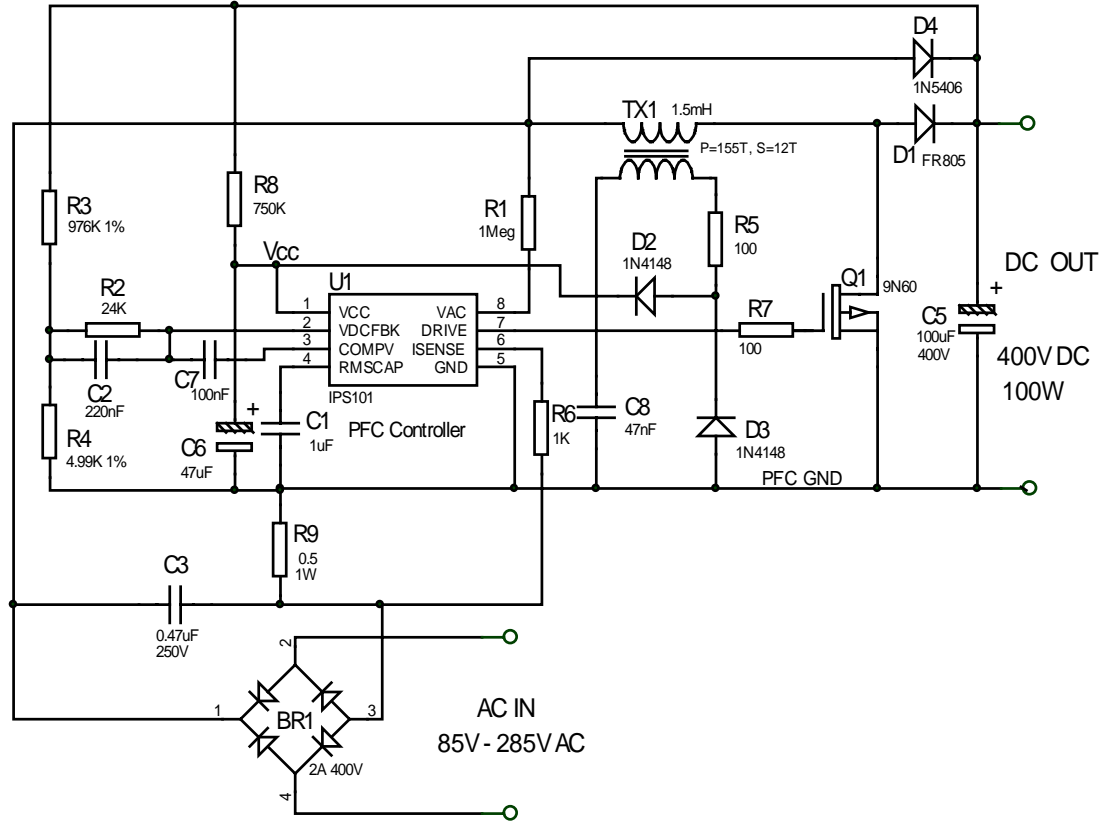 D4
1N5406
TX1 1.5mH
P=155T, S=12T
D1 FR805
R3
976K 1%
R8
750K
R1
1Meg
R5
100
D2
1N4148
Vcc
U1
Q1
9N60
DC OUT
R2
24K
1 VCC VAC 8
2 VDCFBK DRIVE 7
3 COMPV ISENSE 6
4 RMSCAP GND 5
IPS101
PFC Controller
R7
100
+
C5
100uF
400V
400V DC
100W
C2
220nF
C7
100nF
R4
4.99K 1%
+
C6
47uF
C1
1uF
R6
1K
C8
47nF
D3
1N4148
PFC GND
R9
0.5
1W
C3
0.47uF
250V
2
1
BR1
3
2A 400V
4
AC IN
85V - 285V AC